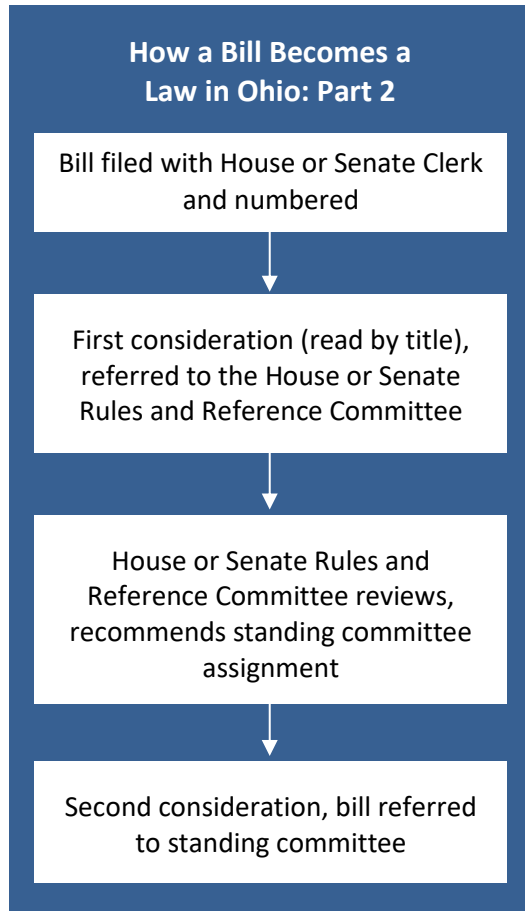 How a Bill Becomes a
Law in Ohio: Part 2
Bill filed with House or Senate Clerk
and numbered
First consideration (read by title),
referred to the House or Senate
Rules and Reference Committee
House or Senate Rules and
Reference Committee reviews,
recommends standing committee
assignment
Second consideration, bill referred
to standing committee